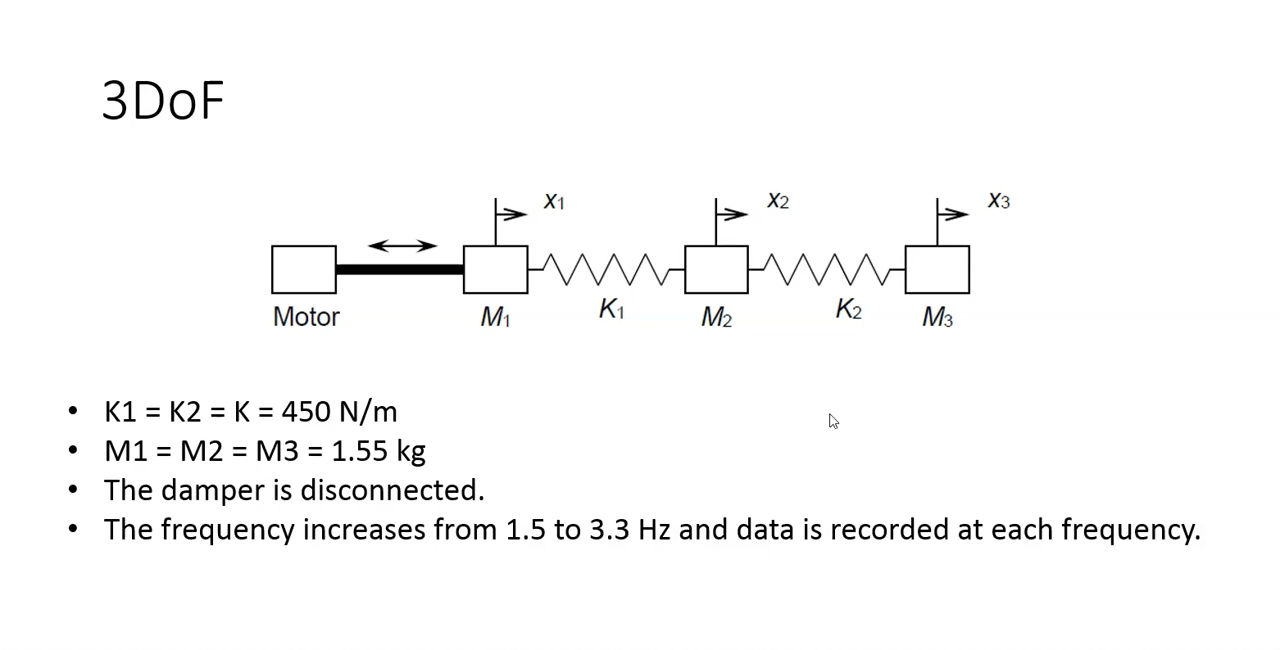 3DoF
x1 x2 x3
Motor M1 K1 M2 K2 M3
• K1 = K2 = K = 450 N/m
• M1 = M2 = M3 = 1.55 kg
• The damper is disconnected.
• The frequency increases from 1.5 to 3.3 Hz and data is recorded at each frequency.